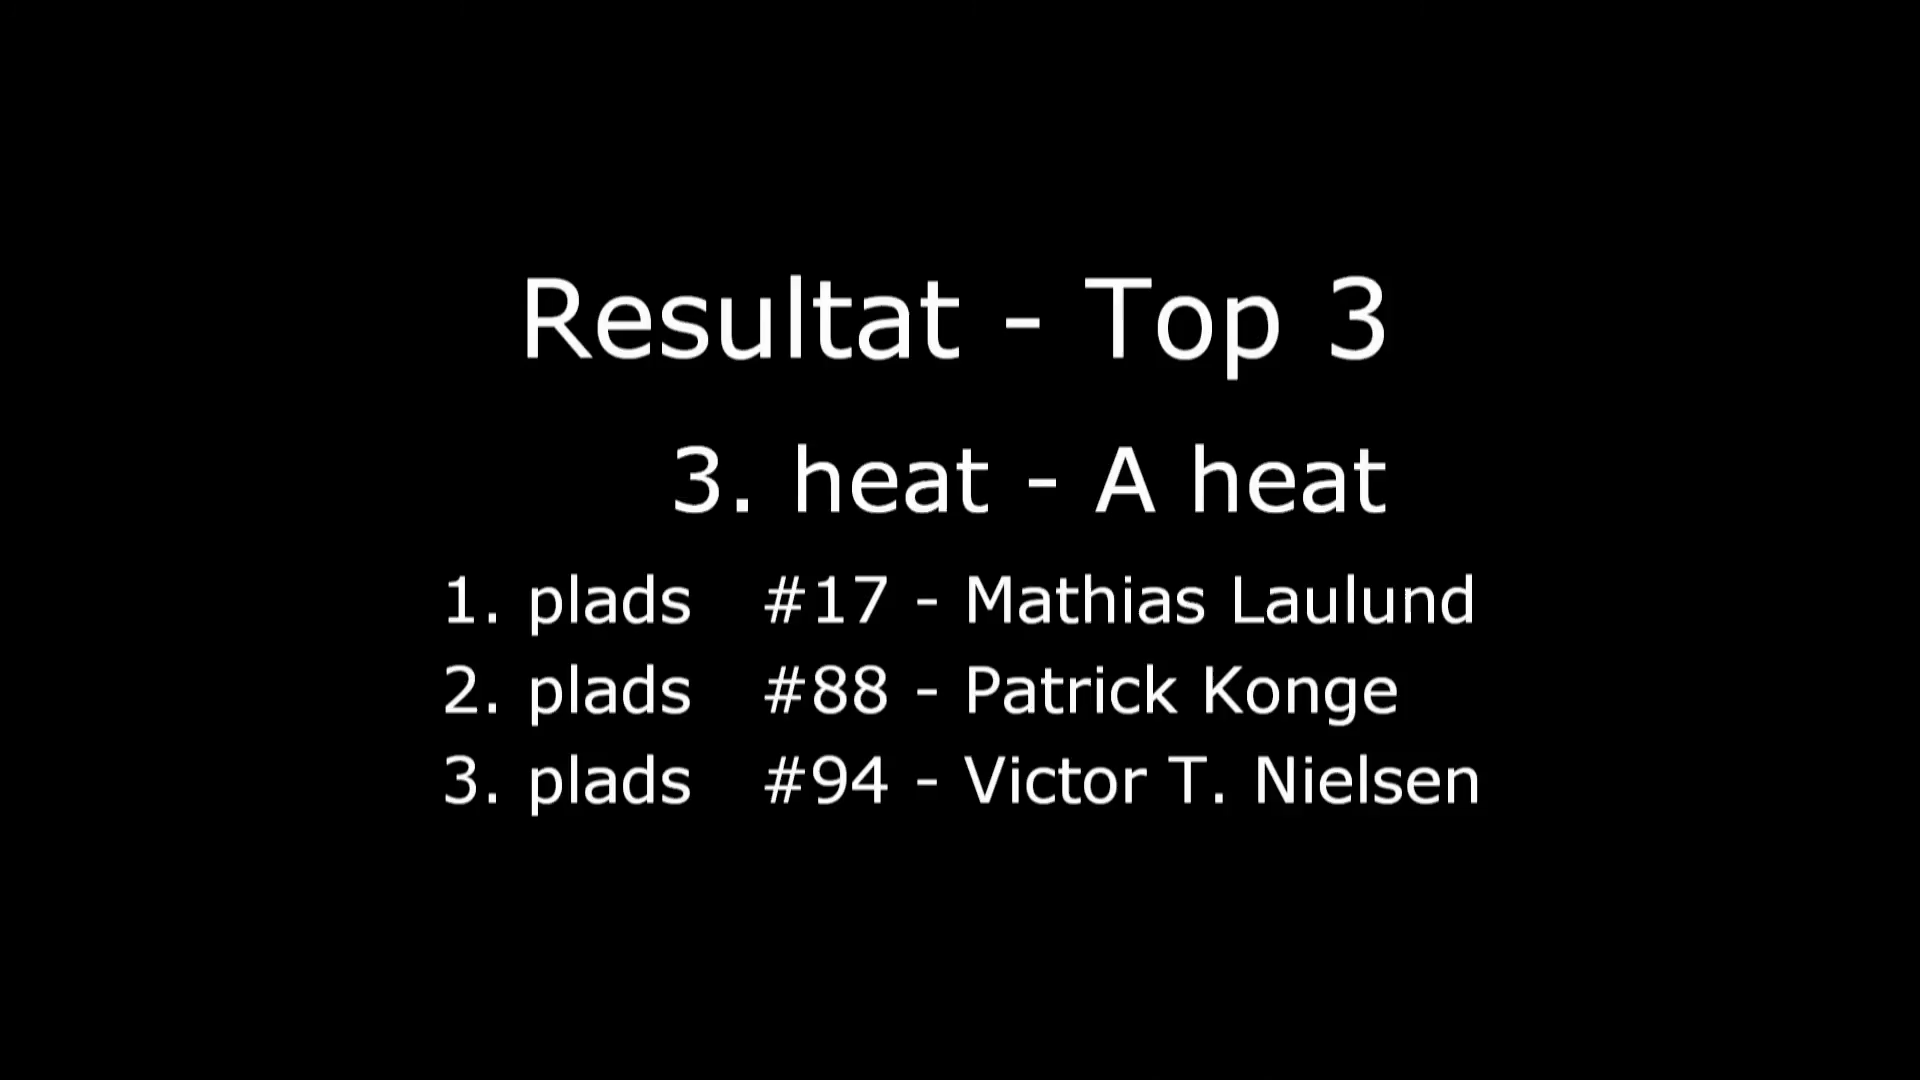 Resultat - Top 3
3. heat - A heat
1. plads #17 - Mathias Laulund
2. plads #88 - Patrick Konge
3. plads #94 - Victor T. Nielsen